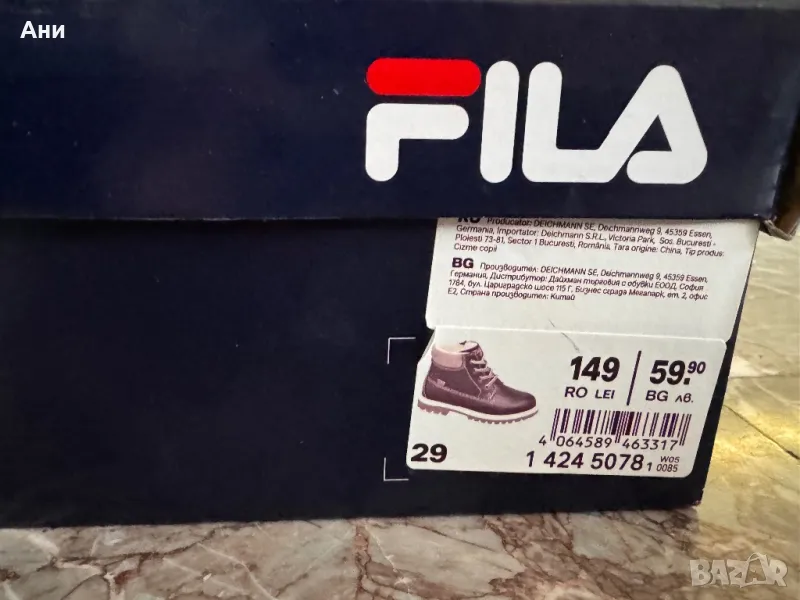 Ани
FILA
RO Producator: DEICHMANN SE, Deichmannweg 9, 45359 Essen,
Germania, Importator: Deichmann S.R.L., Victoria Park, Sos. Bucuresti -
Ploiesti 73-81, Sector 1 Bucuresti, România, Tara origine: China, Tip produs:
Cizme copii
BG Производител: DEICHMANN SE, Deichmannweg 9, 45359 Essen,
Германия, Дистрибутор: Дайхман търговия с обувки ЕООД, София
1784, бул. Цариградско шосе 115 Г, Бизнес сграда Мегапарк, ет. 2, офис
E2, Страна производител: Китай
149 59.90
RO LEI BG лв.
4 064589 463317
29 1 424 5078 1 W05 0085
BAZAR